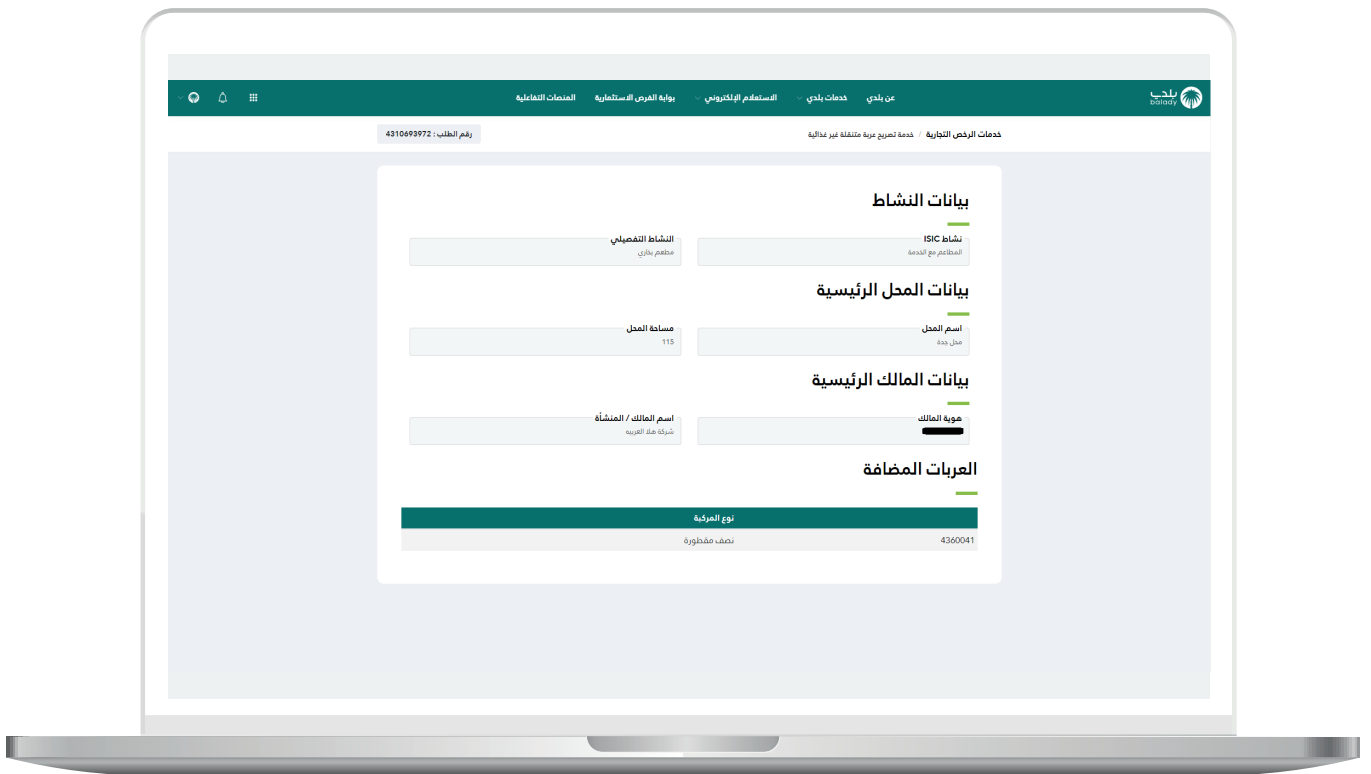 بلدي
balady
عن بلدي
خدمات بلدي
الاستعلام الإلكتروني
بوابة الفرص الاستثمارية
المنصات التفاعلية
خدمات الرخص التجارية / خدمة تصريح عربة متنقلة غير غذائية
رقم الطلب : 4310693972
بيانات النشاط
نشاط ISIC
المطاعم مع الخدمة
النشاط التفصيلي
مطعم بخاري
بيانات المحل الرئيسية
اسم المحل
محل جدة
مساحة المحل
115
بيانات المالك الرئيسية
هوية المالك
اسم المالك / المنشأة
شركة هلا العربيه
العربات المضافة
نوع المركبة
4360041 نصف مقطورة